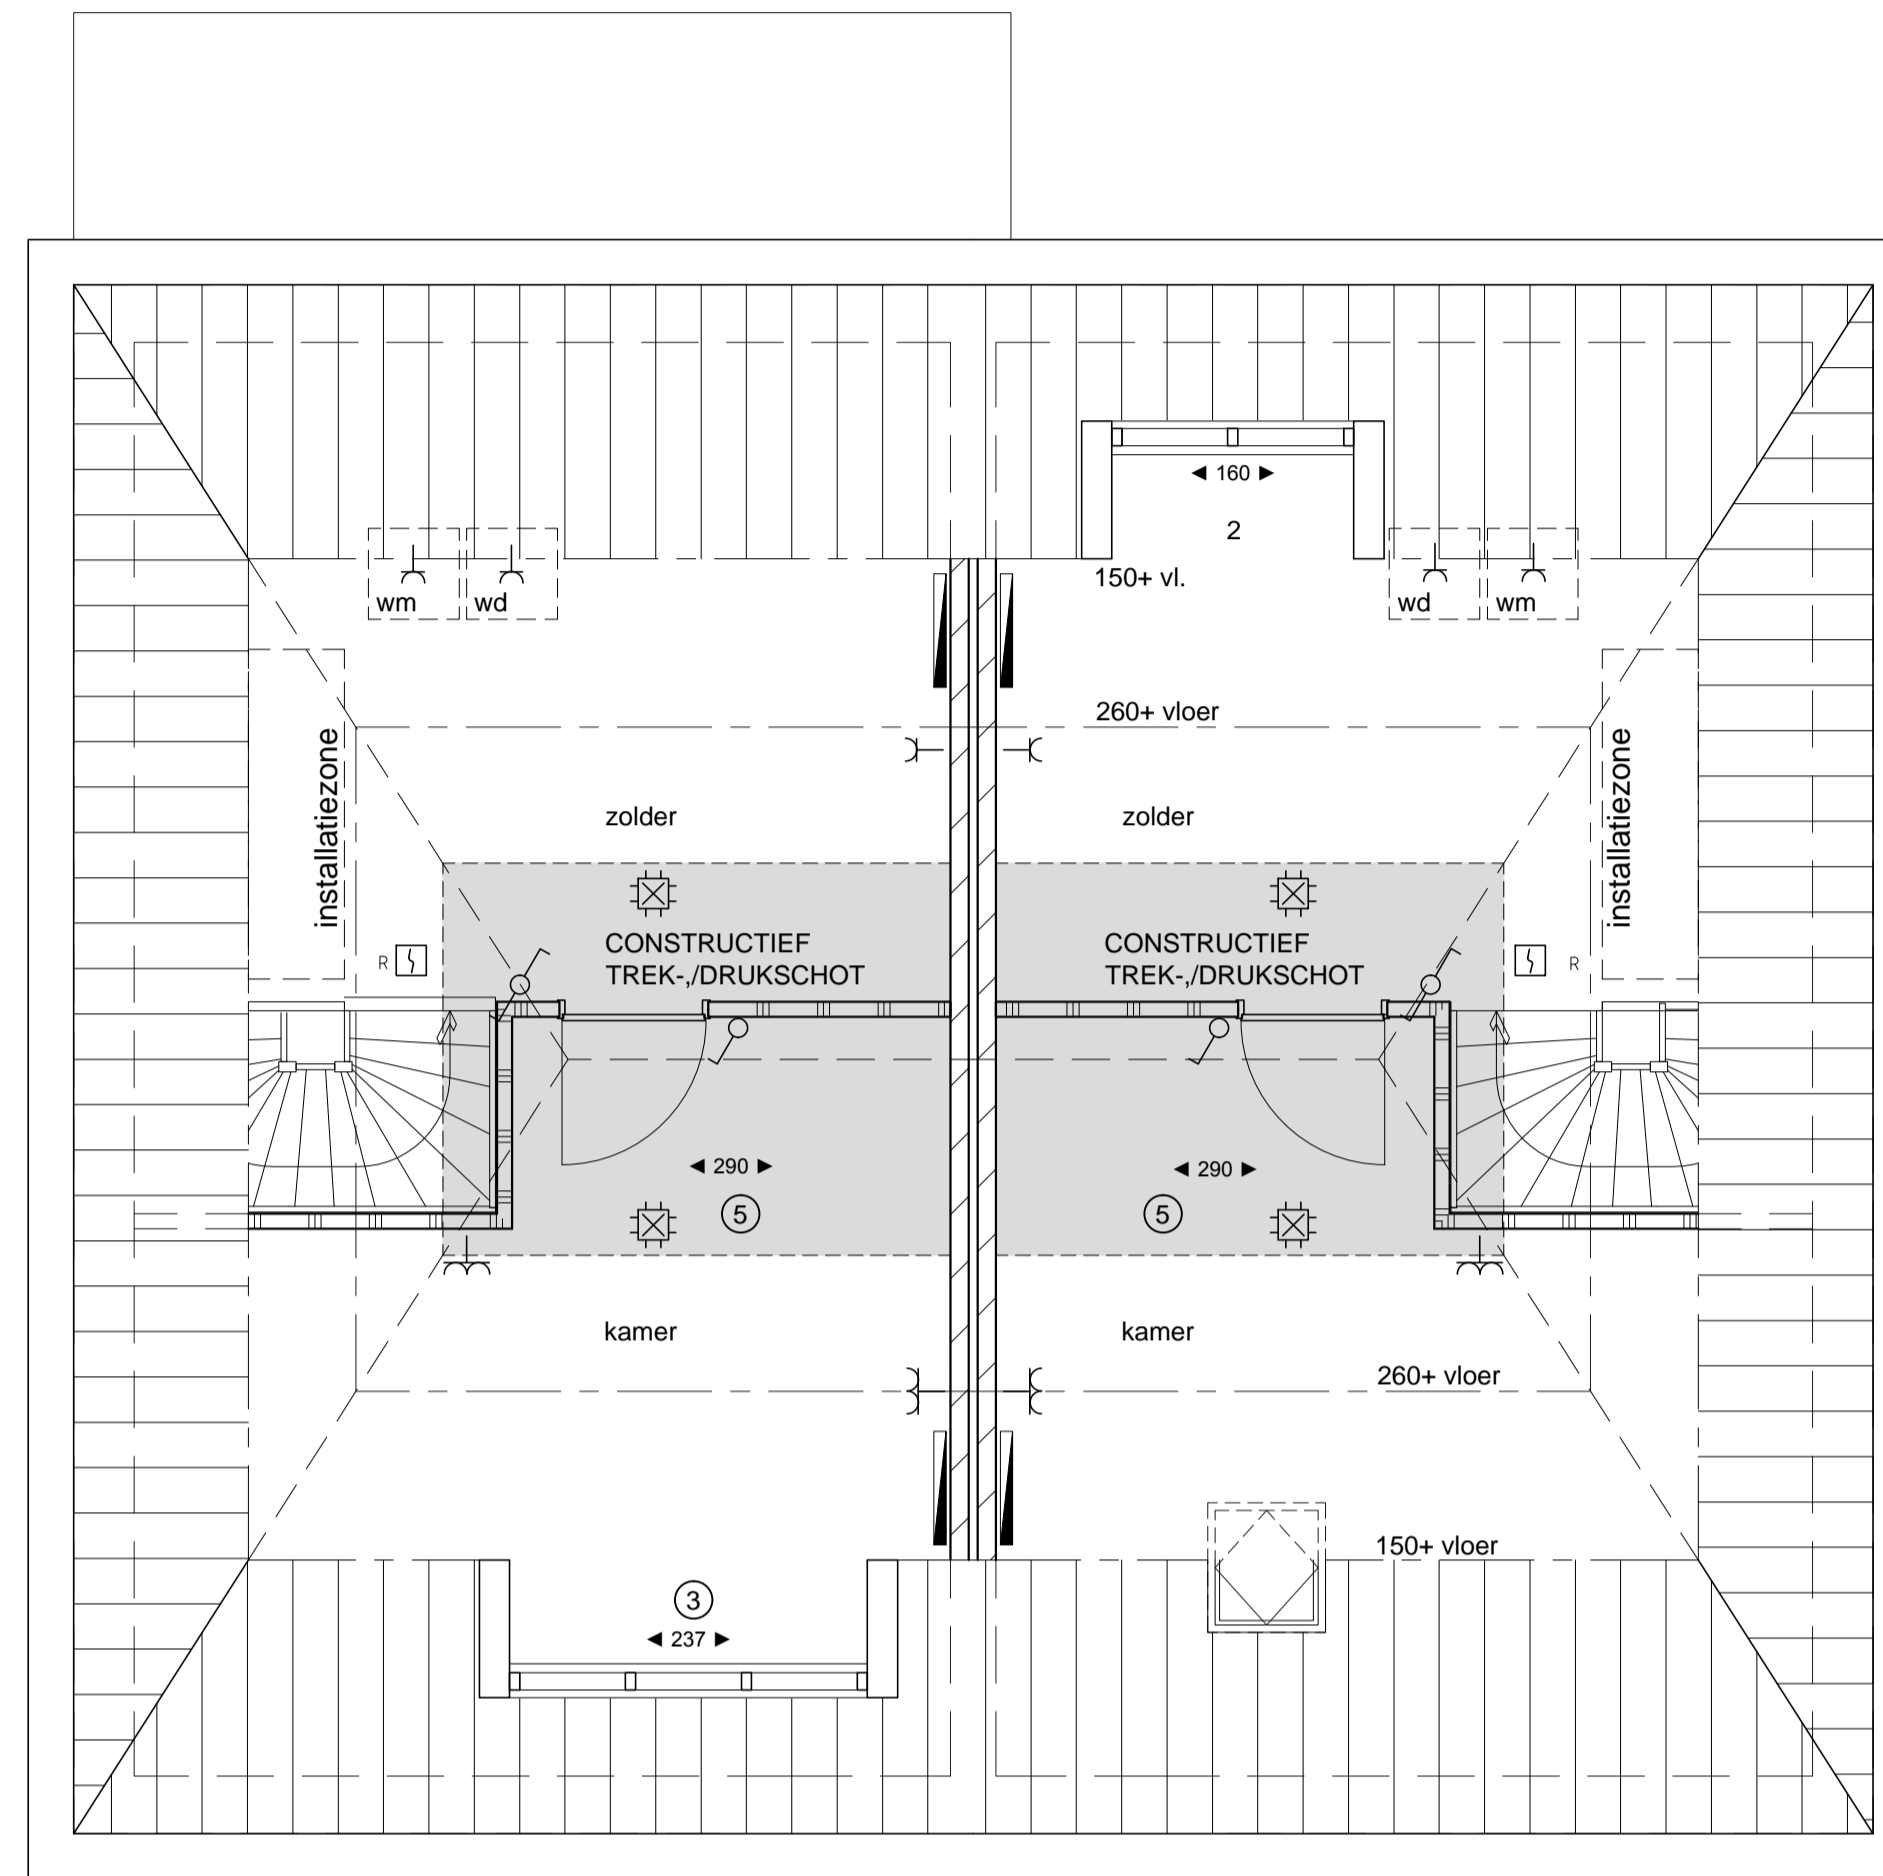 ◄ 160 ►
2
150+ vl.
wm
wd
wd
wm
260+ vloer
installatiezone
installatiezone
zolder
zolder
CONSTRUCTIEF
TREK-,/DRUKSCHOT
CONSTRUCTIEF
TREK-,/DRUKSCHOT
R
R
◄ 290 ►
◄ 290 ►
5
5
kamer
kamer
260+ vloer
150+ vloer
3
◄ 237 ►